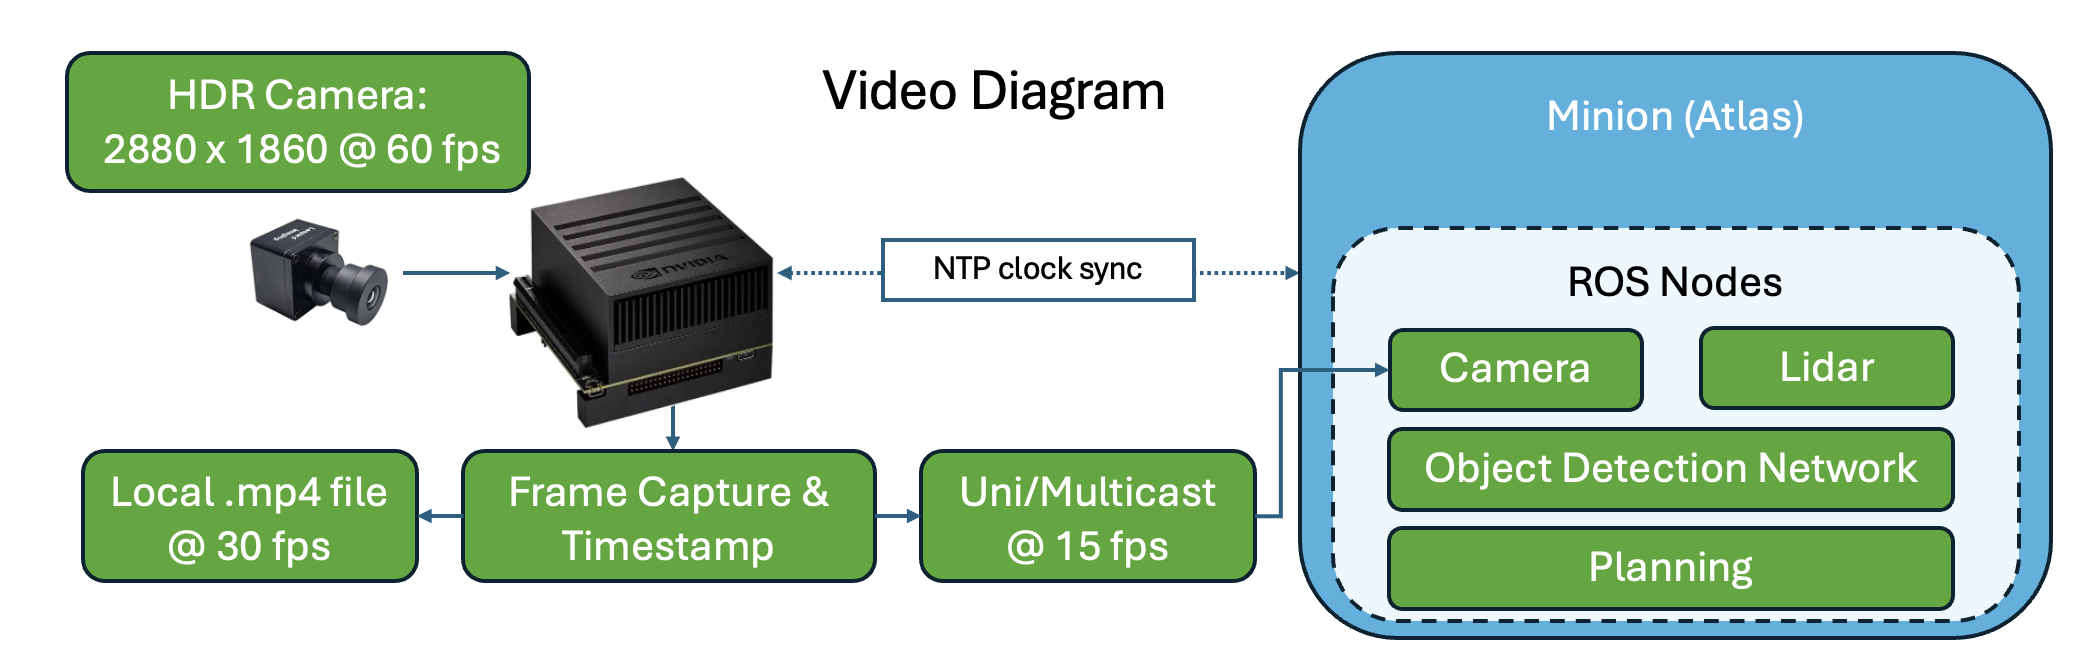 HDR Camera:
2880 x 1860 @ 60 fps
Video Diagram
Minion (Atlas)
NVIDIA
NTP clock sync
ROS Nodes
Camera
Lidar
Object Detection Network
Planning
Local .mp4 file
@ 30 fps
Frame Capture &
Timestamp
Uni/Multicast
@ 15 fps